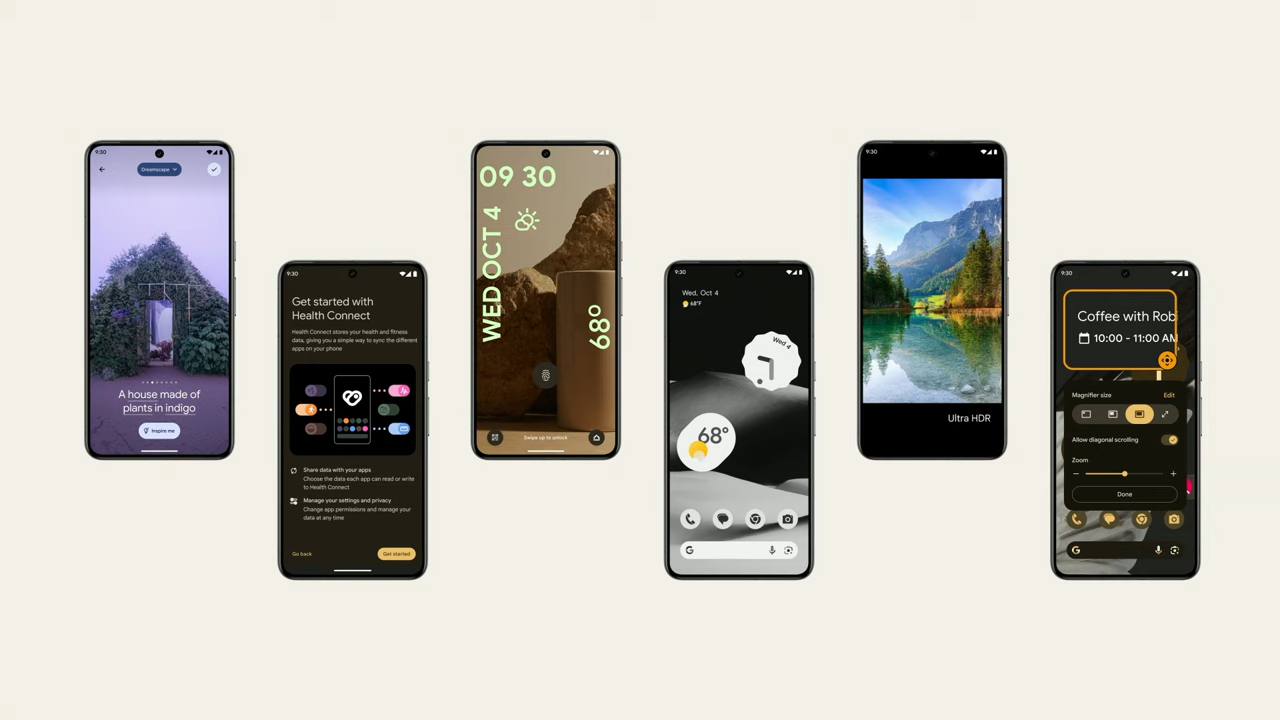 9:30
Dreamscape
A house made of
plants in indigo
Inspire me
9:30
Get started with
Health Connect
Health Connect stores your health and fitness
data, giving you a simple way to sync the different
apps on your phone
Share data with your apps
Choose the data each app can read or write
to Health Connect
Manage your settings and privacy
Change app permissions and manage your
data at any time
Go back
Get started
09 30
WED OCT 4
68°
Swipe up to unlock
9:30
Wed, Oct 4
68°F
Wed 4
68°
G
9:30
Ultra HDR
9:30
Coffee with Rob
10:00 - 11:00 AM
Magnifier size
Edit
Allow diagonal scrolling
Zoom
Done
G